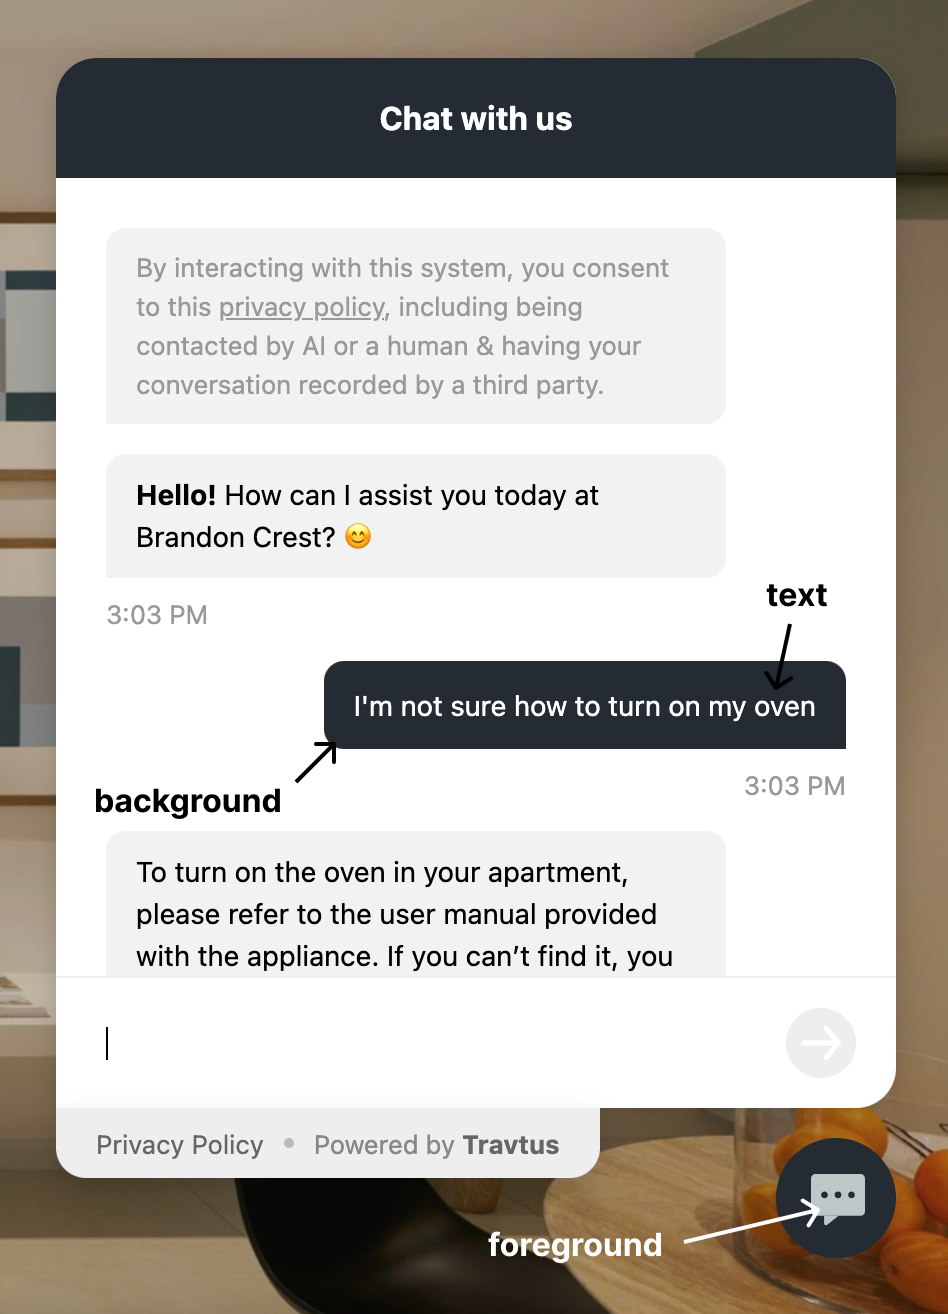 Chat with us
By interacting with this system, you consent
to this privacy policy, including being
contacted by AI or a human & having your
conversation recorded by a third party.
Hello! How can I assist you today at
Brandon Crest? 😊
3:03 PM
text
I'm not sure how to turn on my oven
3:03 PM
background
To turn on the oven in your apartment,
please refer to the user manual provided
with the appliance. If you can’t find it, you
Privacy Policy • Powered by Travtus
foreground